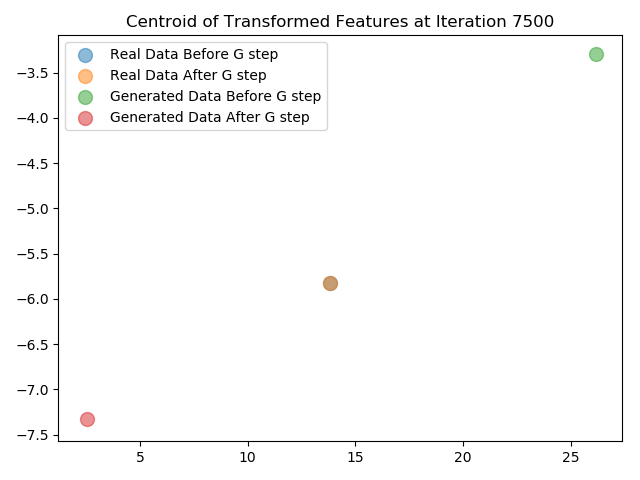 Centroid of Transformed Features at Iteration 7500
Real Data Before G step
Real Data After G step
Generated Data Before G step
Generated Data After G step
−3.5
−4.0
−4.5
−5.0
−5.5
−6.0
−6.5
−7.0
−7.5
5
10
15
20
25